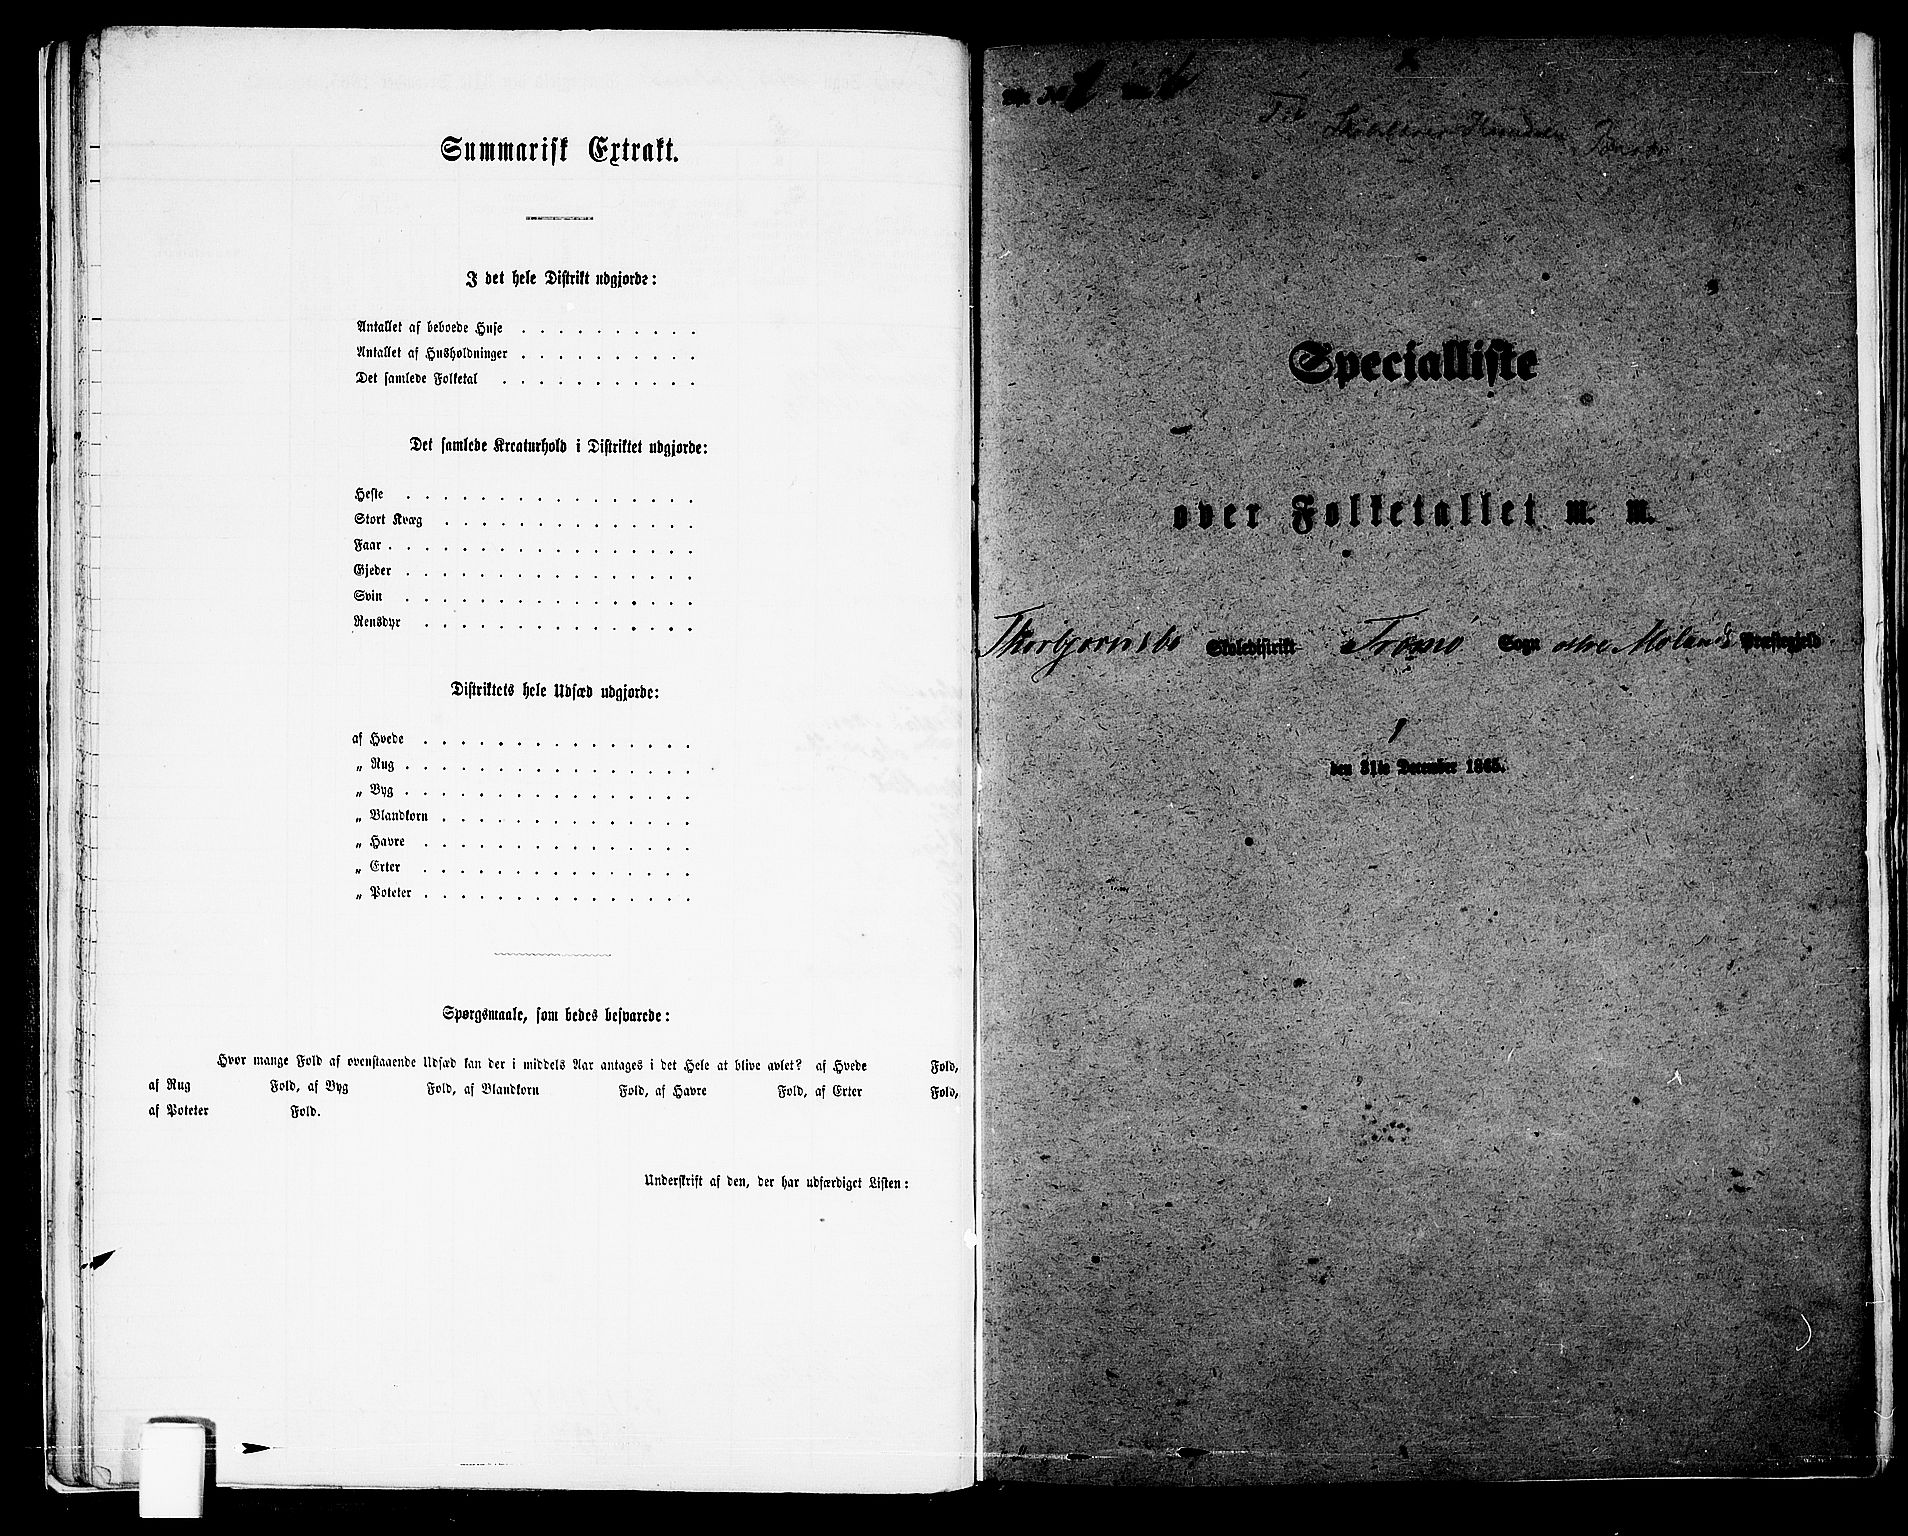 Summarisk Extrakt.
I det hele Distrikt udgjorde:
Antallet af beboede Huse . . . . . . . .
Antallet af Husholdninger . . . . . . . .
Det samlede Folketal . . . . . . . . .
Det samlede Kreaturhold i Distriktet udgjorde:
Heste . . . . . . . . . . . .
Stort Kvæg . . . . . . . . . . .
Faar . . . . . . . . . . . . .
Gjeder . . . . . . . . . . . .
Svin . . . . . . . . . . . .
Rensdyr . . . . . . . . . . . .
Distriktets hele Udsæd udgjorde:
af Hvede . . . . . . . . . . . .
„ Rug . . . . . . . . . . . .
„ Byg . . . . . . . . . . . .
„ Blandkorn . . . . . . . . . . .
„ Havre . . . . . . . . . . . .
„ Erter . . . . . . . . . . . .
„ Poteter . . . . . . . . . . . .
Spørgsmaale, som bedes besvarede:
Hvor mange Fold af ovenstaaende Udsæd kan der i middels Aar antages i det Hele at blive avlet? af Hvede Fold,
af Rug Fold, af Byg Fold, af Blandkorn Fold, af Havre Fold, af Erter Fold,
af Poteter Fold.
Underskrift af den, der har udfærdiget Listen:
Til
Specialliste
over Folketallet m. m.
Thorbjørnsbo Skoledistrikt Tromø Sogn østre Molands Præstegjeld
den 31te December 1865.